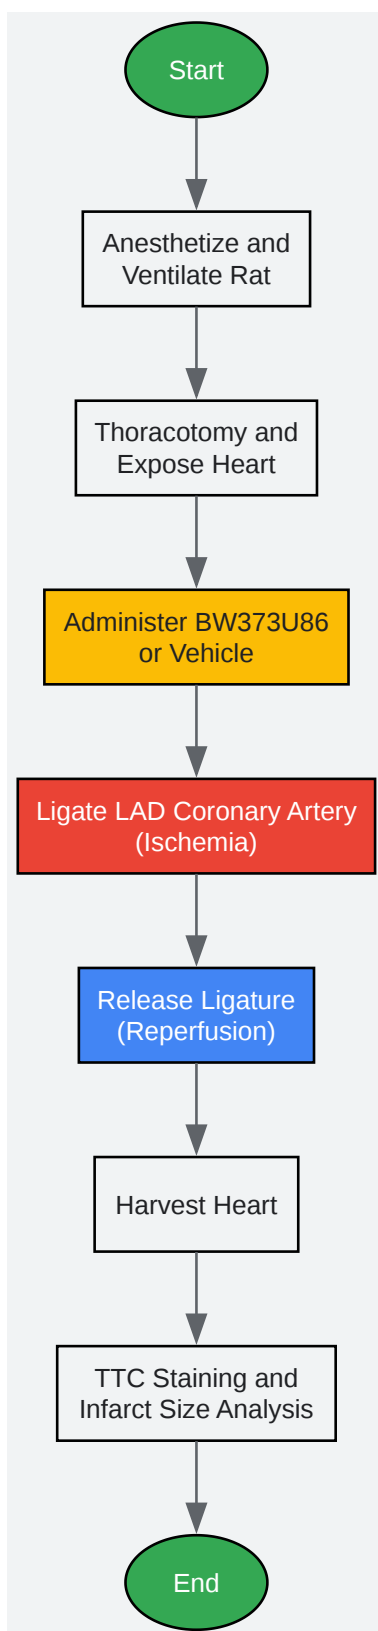 Start
Anesthetize and
Ventilate Rat
Thoracotomy and
Expose Heart
Administer BW373U86
or Vehicle
Ligate LAD Coronary Artery
(Ischemia)
Release Ligature
(Reperfusion)
Harvest Heart
TTC Staining and
Infarct Size Analysis
End